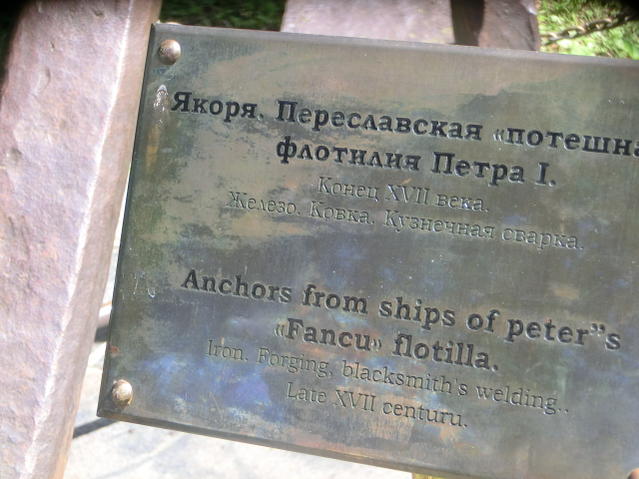 Якоря. Переславская «потешна
флотилия Петра I.
Конец XVII века.
Железо. Ковка. Кузнечная сварка.
Anchors from ships of peter”s
«Fancu» flotilla.
Iron. Forging, blacksmith's welding..
Late XVII centuru.